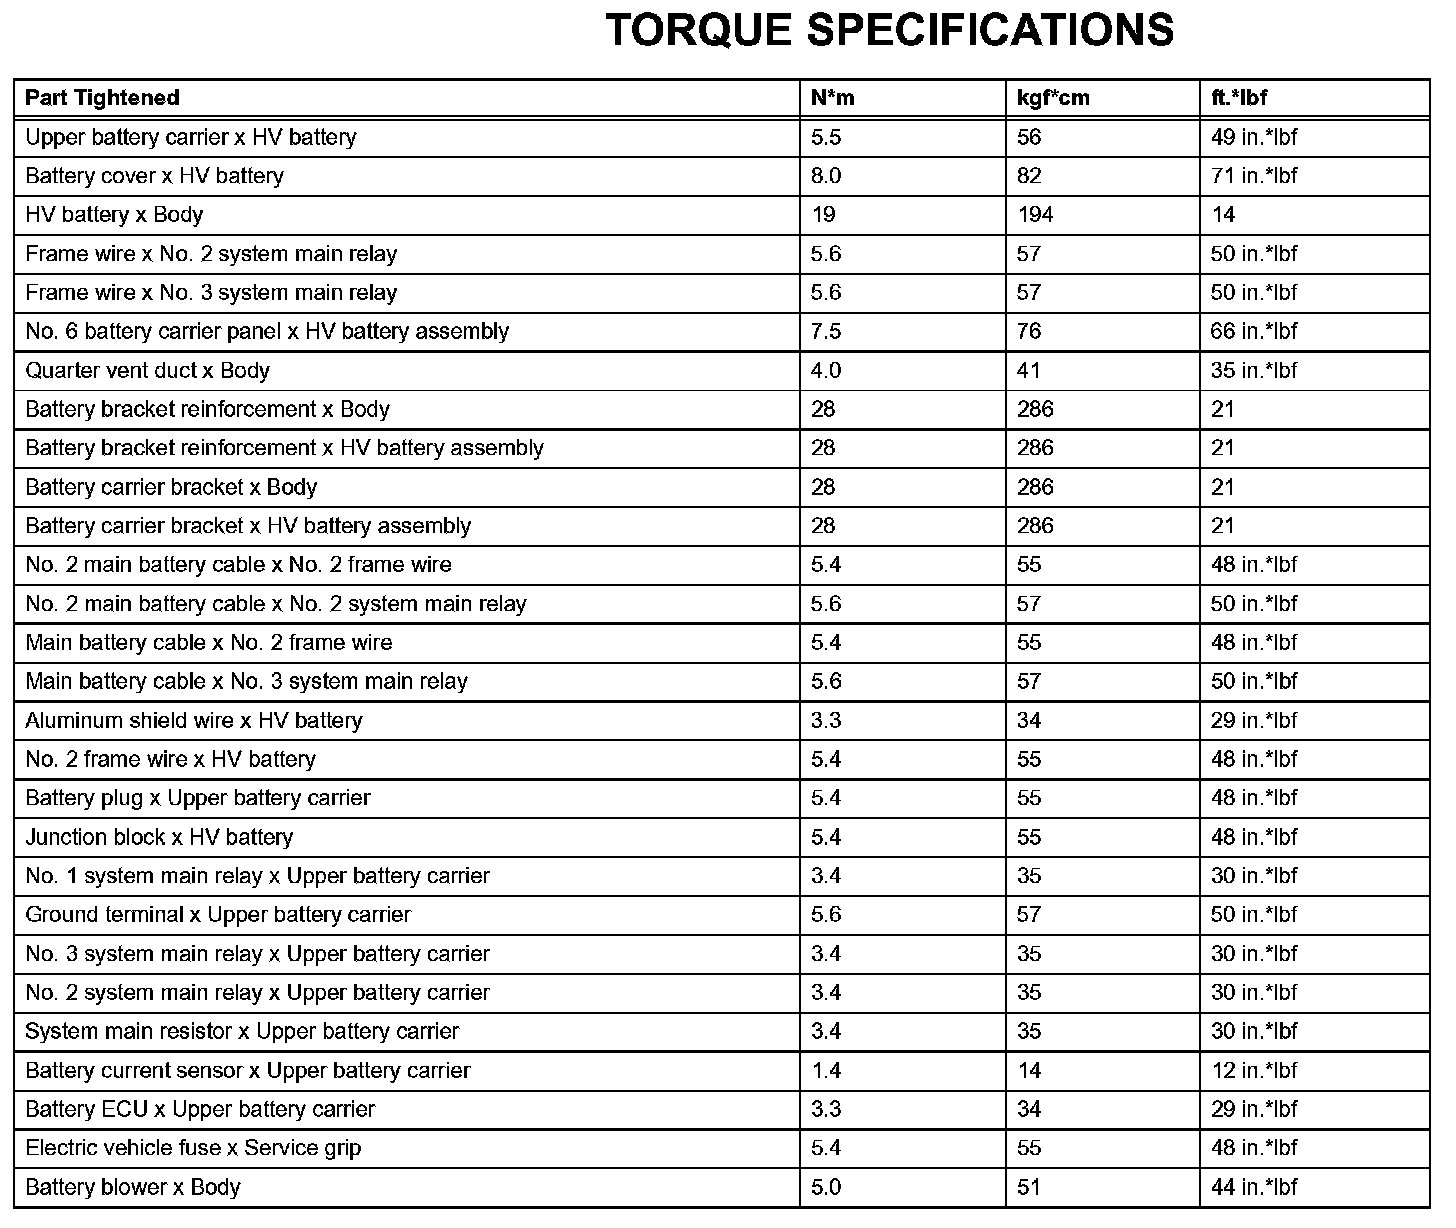 TORQUE SPECIFICATIONS
Part Tightened N*m kgf*cm ft.*lbf
Upper battery carrier x HV battery 5.5 56 49 in.*lbf
Battery cover x HV battery 8.0 82 71 in.*lbf
HV battery x Body 19 194 14
Frame wire x No. 2 system main relay 5.6 57 50 in.*lbf
Frame wire x No. 3 system main relay 5.6 57 50 in.*lbf
No. 6 battery carrier panel x HV battery assembly 7.5 76 66 in.*lbf
Quarter vent duct x Body 4.0 41 35 in.*lbf
Battery bracket reinforcement x Body 28 286 21
Battery bracket reinforcement x HV battery assembly 28 286 21
Battery carrier bracket x Body 28 286 21
Battery carrier bracket x HV battery assembly 28 286 21
No. 2 main battery cable x No. 2 frame wire 5.4 55 48 in.*lbf
No. 2 main battery cable x No. 2 system main relay 5.6 57 50 in.*lbf
Main battery cable x No. 2 frame wire 5.4 55 48 in.*lbf
Main battery cable x No. 3 system main relay 5.6 57 50 in.*lbf
Aluminum shield wire x HV battery 3.3 34 29 in.*lbf
No. 2 frame wire x HV battery 5.4 55 48 in.*lbf
Battery plug x Upper battery carrier 5.4 55 48 in.*lbf
Junction block x HV battery 5.4 55 48 in.*lbf
No. 1 system main relay x Upper battery carrier 3.4 35 30 in.*lbf
Ground terminal x Upper battery carrier 5.6 57 50 in.*lbf
No. 3 system main relay x Upper battery carrier 3.4 35 30 in.*lbf
No. 2 system main relay x Upper battery carrier 3.4 35 30 in.*lbf
System main resistor x Upper battery carrier 3.4 35 30 in.*lbf
Battery current sensor x Upper battery carrier 1.4 14 12 in.*lbf
Battery ECU x Upper battery carrier 3.3 34 29 in.*lbf
Electric vehicle fuse x Service grip 5.4 55 48 in.*lbf
Battery blower x Body 5.0 51 44 in.*lbf